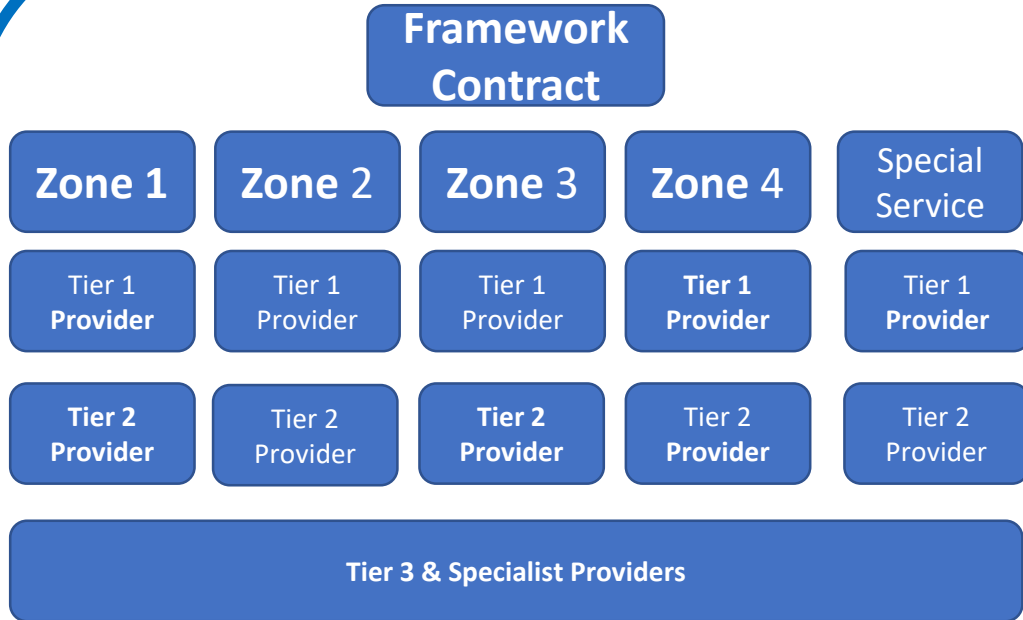 Framework
Contract
Zone 1
Zone 2
Zone 3
Zone 4
Special
Service
Tier 1
Provider
Tier 1
Provider
Tier 1
Provider
Tier 1
Provider
Tier 1
Provider
Tier 2
Provider
Tier 2
Provider
Tier 2
Provider
Tier 2
Provider
Tier 2
Provider
Tier 3 & Specialist Providers